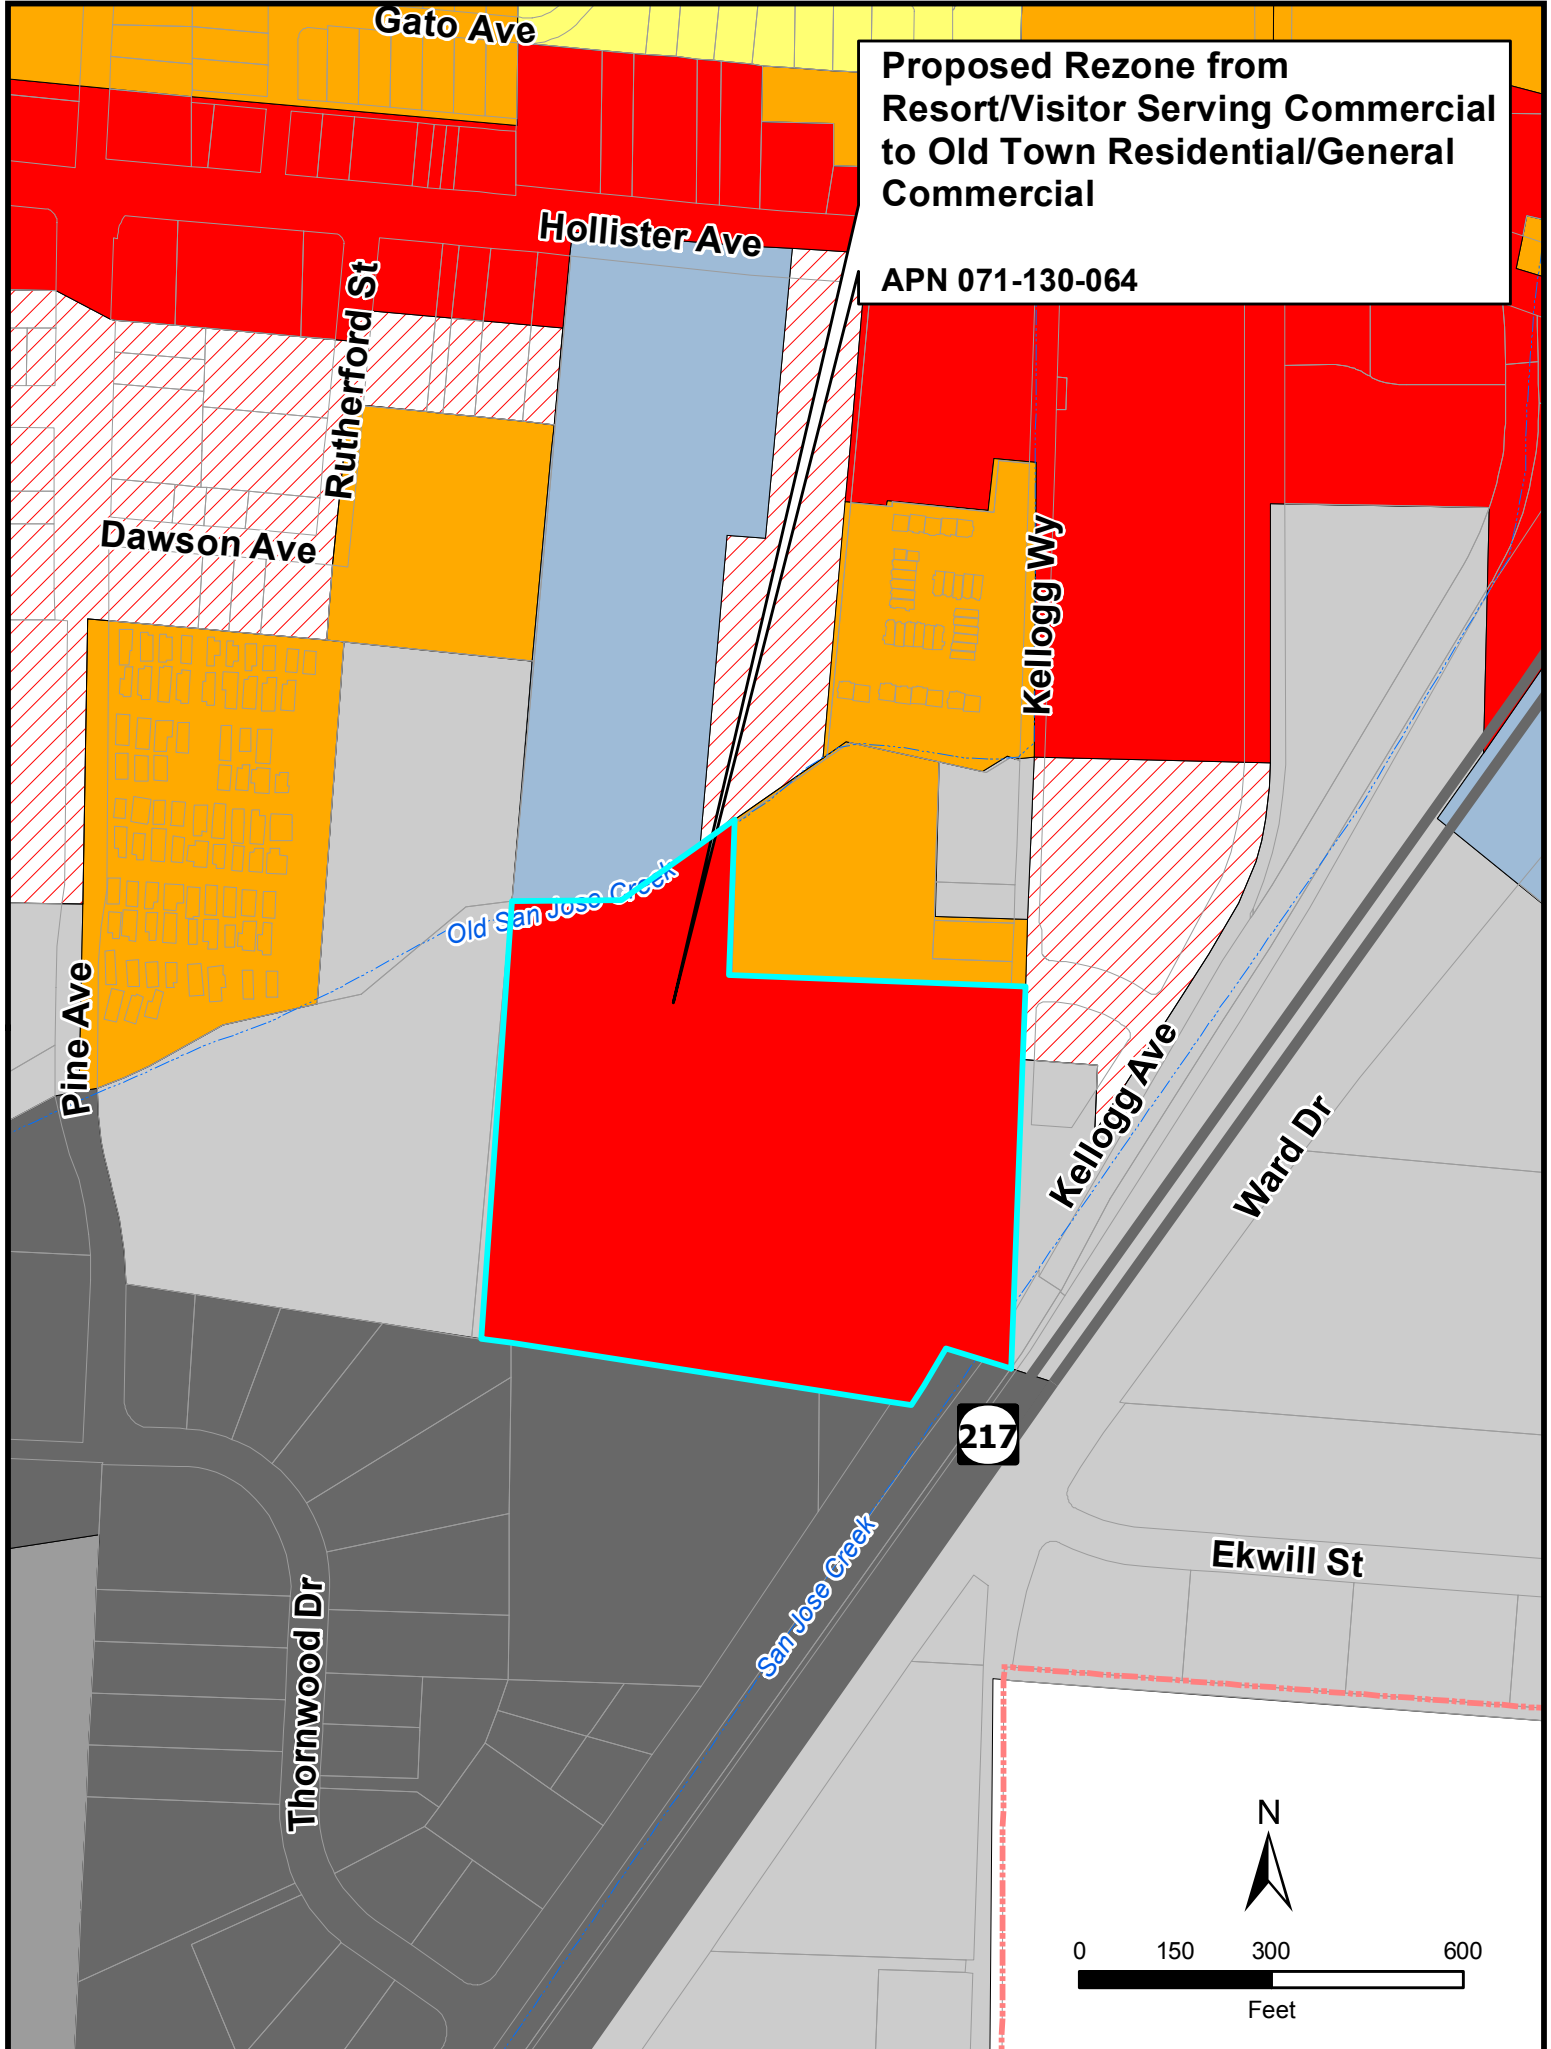 Gato Ave
Proposed Rezone from
Resort/Visitor Serving Commercial
to Old Town Residential/General
Commercial
APN 071-130-064
Hollister Ave
Rutherford St
Dawson Ave
Kellogg Wy
Old San Jose Creek
Pine Ave
Kellogg Ave
Ward Dr
217
San Jose Creek
Ekwill St
Thornwood Dr
N
0 150 300 600
Feet